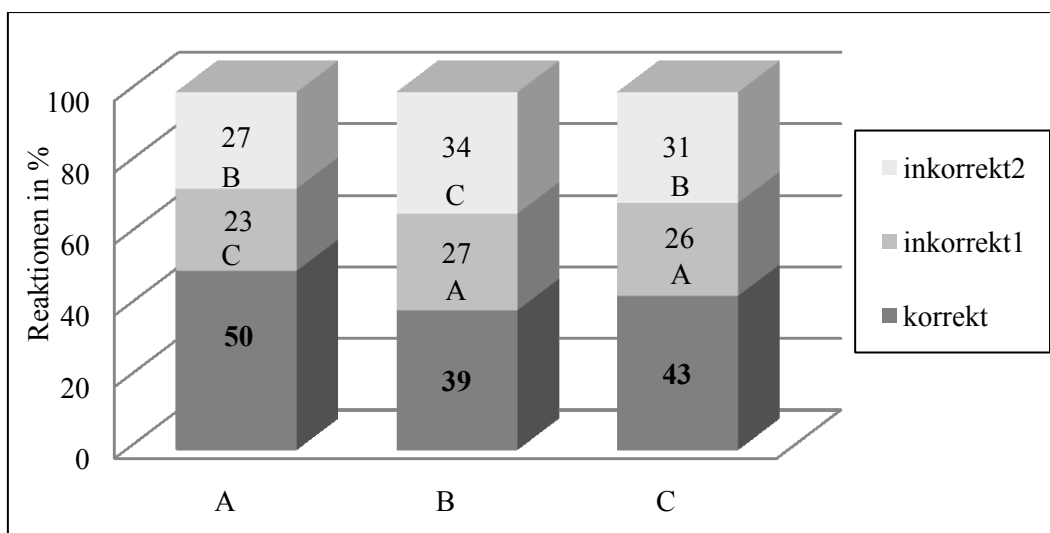 Reaktionen in %
100
80
60
40
20
0
27
B
23
C
50
34
C
27
A
39
31
B
26
A
43
A
B
C
inkorrekt2
inkorrekt1
korrekt